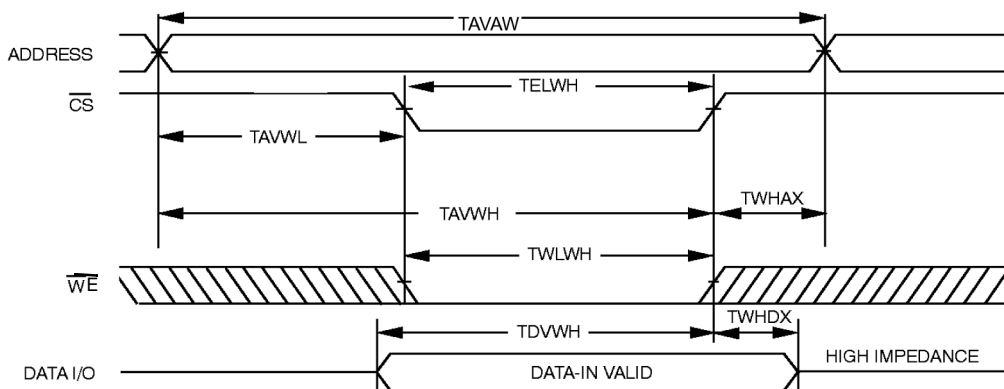 TAVAW
ADDRESS
TELWH
CS
TAVWL
TAVWH
TWHAX
TWLWH
WE
TDVWH
TWHDX
DATA I/O
DATA-IN VALID
HIGH IMPEDANCE